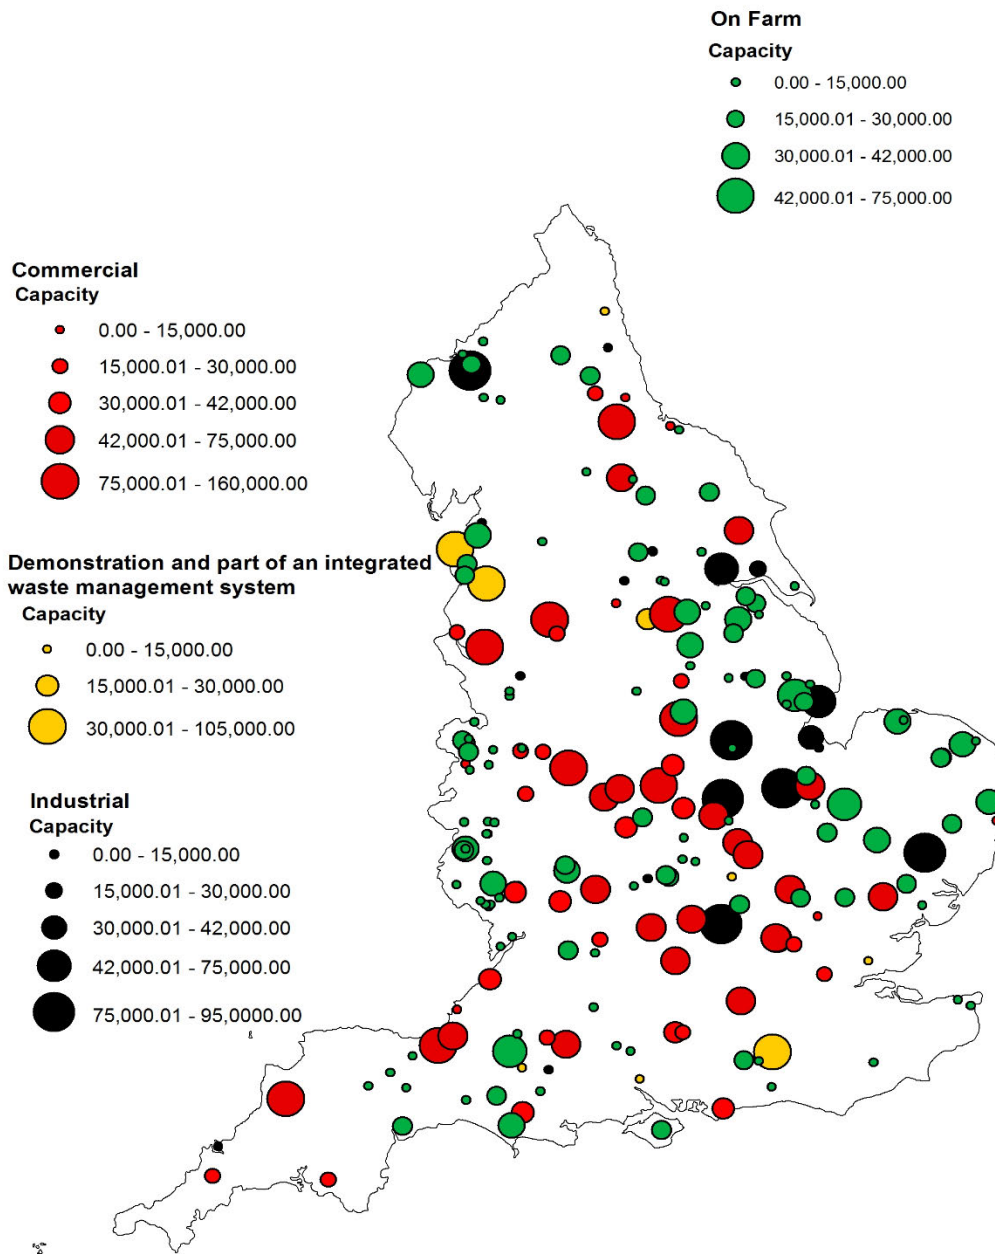 On Farm
Capacity
0.00 - 15,000.00
15,000.01 - 30,000.00
30,000.01 - 42,000.00
42,000.01 - 75,000.00
Commercial
Capacity
0.00 - 15,000.00
15,000.01 - 30,000.00
30,000.01 - 42,000.00
42,000.01 - 75,000.00
75,000.01 - 160,000.00
Demonstration and part of an integrated
waste management system
Capacity
0.00 - 15,000.00
15,000.01 - 30,000.00
30,000.01 - 105,000.00
Industrial
Capacity
0.00 - 15,000.00
15,000.01 - 30,000.00
30,000.01 - 42,000.00
42,000.01 - 75,000.00
75,000.01 - 95,0000.00